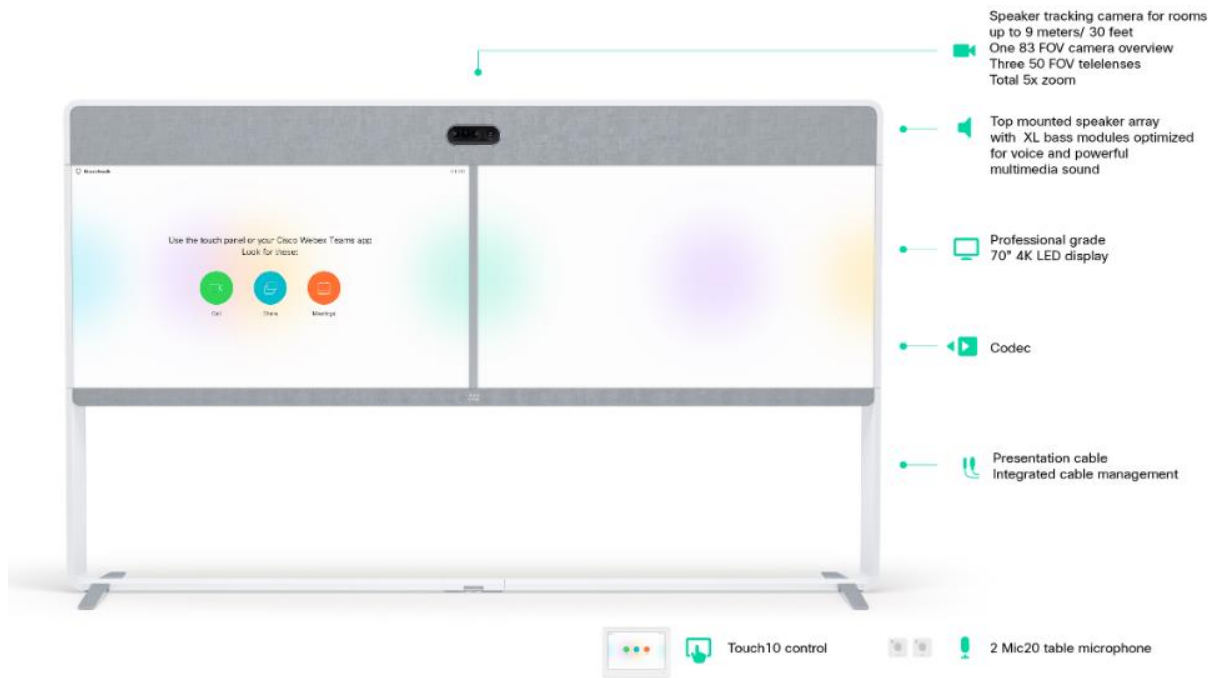 Speaker tracking camera for rooms
up to 9 meters/ 30 feet
One 83 FOV camera overview
Three 50 FOV telelenses
Total 5x zoom
Top mounted speaker array
with XL bass modules optimized
for voice and powerful
multimedia sound
Use the touch panel or your Cisco Webex Teams app
Look for these:
Call
Share
Meetings
Professional grade
70" 4K LED display
Codec
Presentation cable
Integrated cable management
Touch10 control
2 Mic20 table microphone